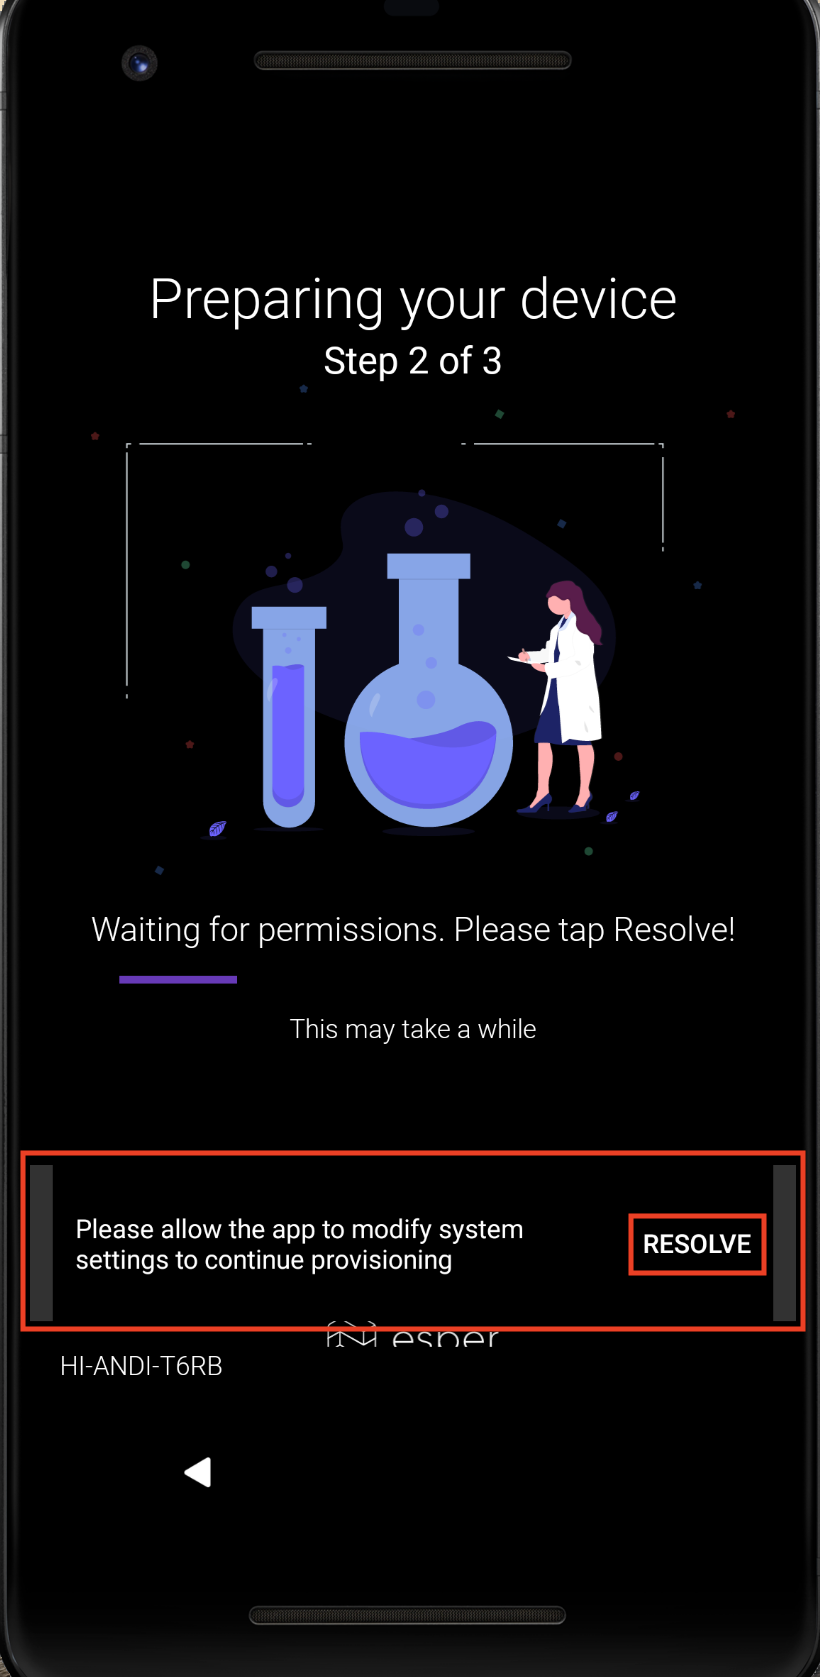 Preparing your device
Step 2 of 3
Waiting for permissions. Please tap Resolve!
This may take a while
Please allow the app to modify system
settings to continue provisioning
RESOLVE
esper
HI-ANDI-T6RB